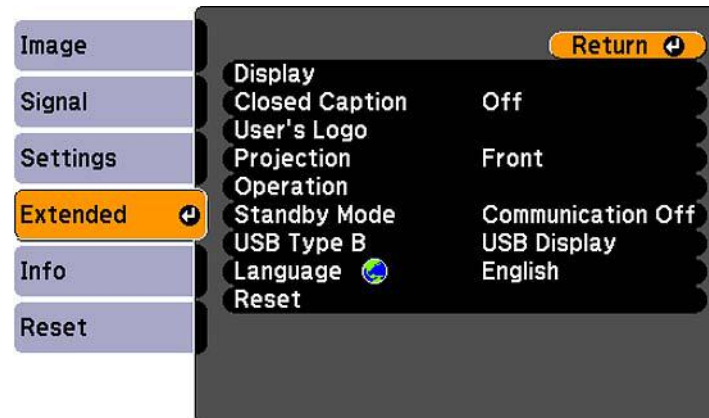 Image
Signal
Settings
Extended
Info
Reset
Return
Display
Closed Caption Off
User's Logo
Projection Front
Operation
Standby Mode Communication Off
USB Type B USB Display
Language English
Reset